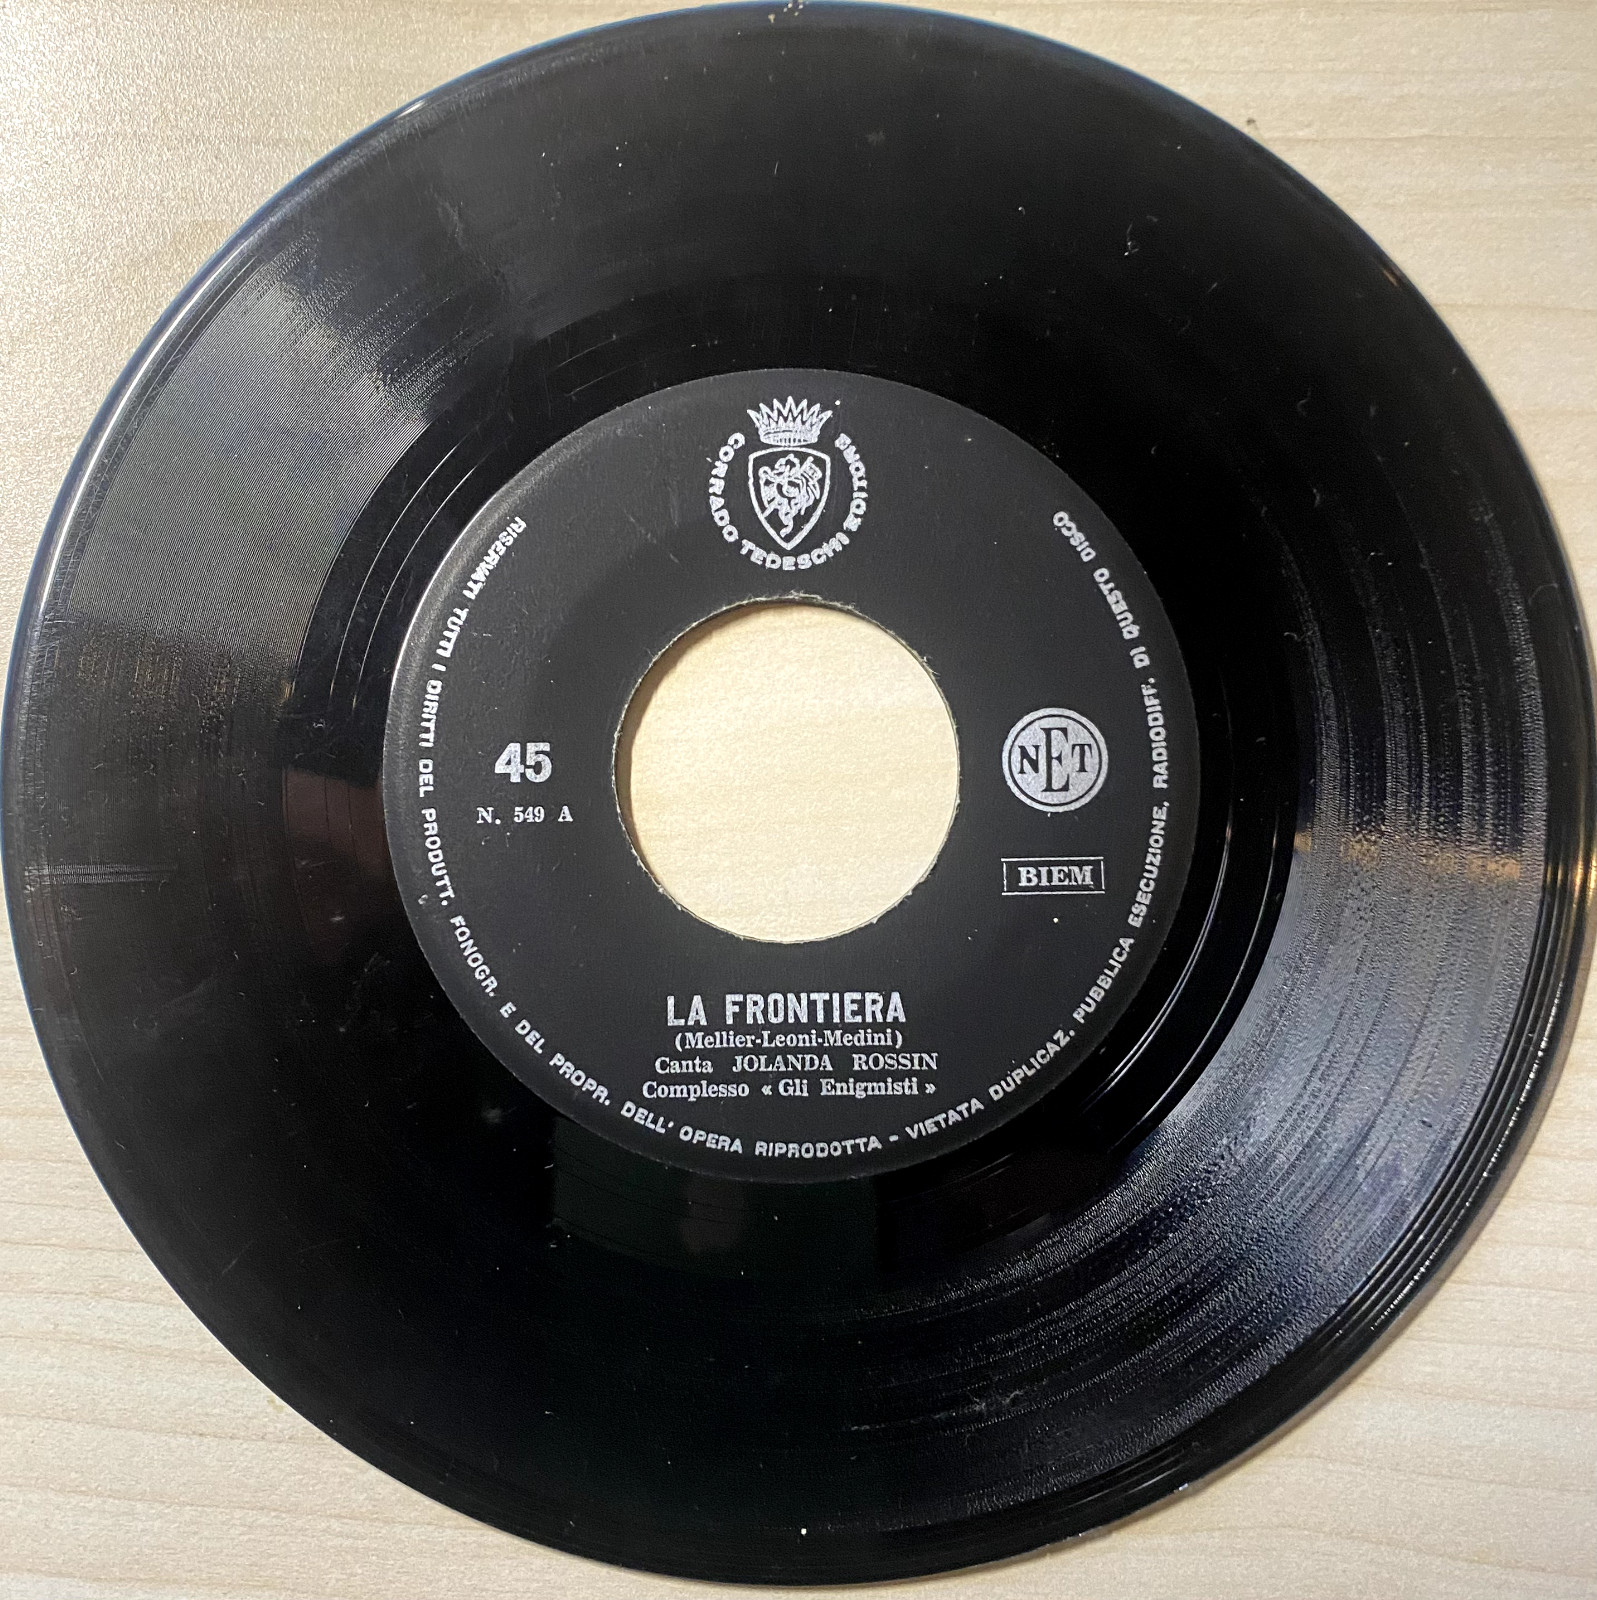 CORRADO TEDESCHI EDITORE
RISERVATI TUTTI I DIRITTI DEL PRODUTT. FONOGR. E DEL PROPR. DELL' OPERA RIPRODOTTA - VIETATA DUPLICAZ. PUBBLICA ESECUZIONE, RADIODIFF. DI QUESTO DISCO
45
N. 549 A
NET
BIEM
LA FRONTIERA
(Mellier-Leoni-Medini)
Canta JOLANDA ROSSIN
Complesso « Gli Enigmisti »